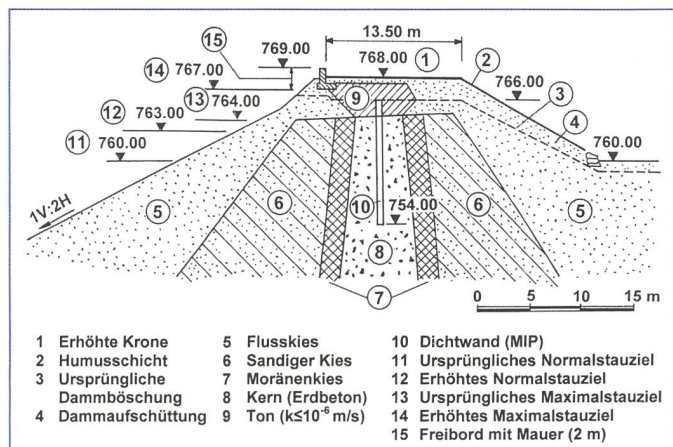 13.50 m
15
769.00
768.00
1
2
14
767.00
9
766.00
3
13
764.00
12
763.00
4
11
760.00
760.00
1V·2H
5
6
10
754.00
6
5
8
7
0 5 10 15 m
1 Erhöhte Krone
2 Humusschicht
3 Ursprüngliche
Dammböschung
4 Dammaufschüttung
5 Flusskies
6 Sandiger Kies
7 Moränenkies
8 Kern (Erdbeton)
9 Ton (k≤10⁻⁶ m/s)
10 Dichtwand (MIP)
11 Ursprüngliches Normalstauziel
12 Erhöhtes Normalstauziel
13 Ursprüngliches Maximalstauziel
14 Erhöhtes Maximalstauziel
15 Freibord mit Mauer (2 m)